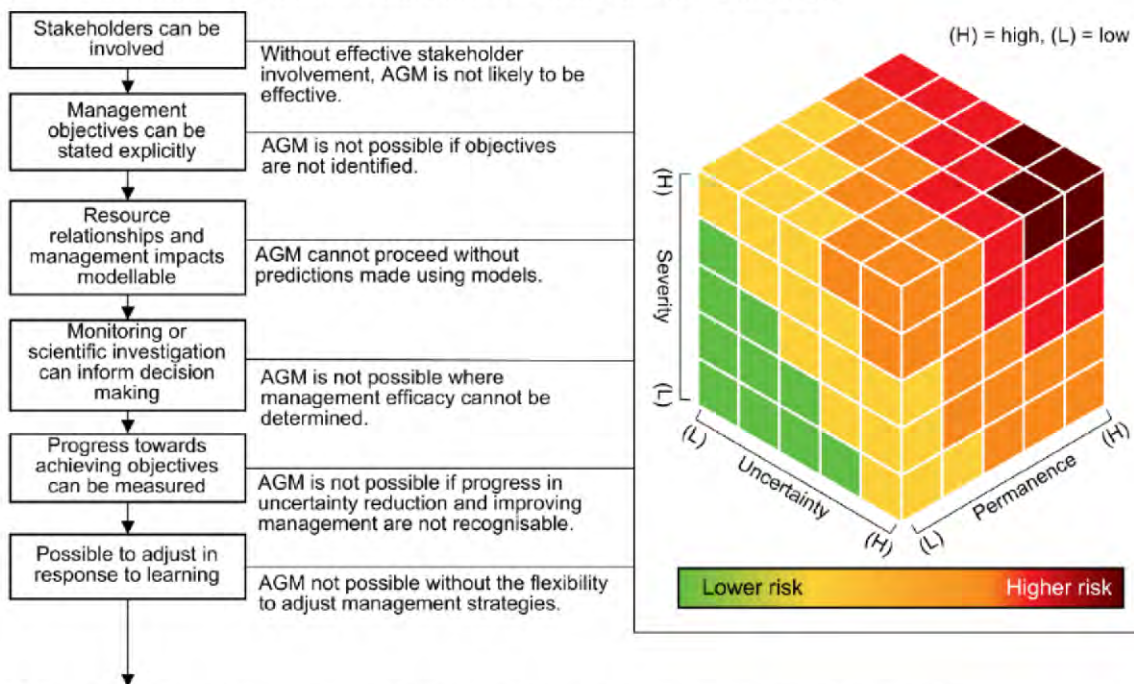 Stakeholders can be
involved
Without effective stakeholder
involvement, AGM is not likely to be
effective.
Management
objectives can be
stated explicitly
AGM is not possible if objectives
are not identified.
Resource
relationships and
management impacts
modellable
AGM cannot proceed without
predictions made using models.
Monitoring or
scientific investigation
can inform decision
making
AGM is not possible where
management efficacy cannot be
determined.
Progress towards
achieving objectives
can be measured
AGM is not possible if progress in
uncertainty reduction and improving
management are not recognisable.
Possible to adjust in
response to learning
AGM not possible without the flexibility
to adjust management strategies.
(H) = high, (L) = low
(H)
Severity
(L)
(L)
Uncertainty
(H)
(L)
Permanence
(H)
Lower risk
Higher risk